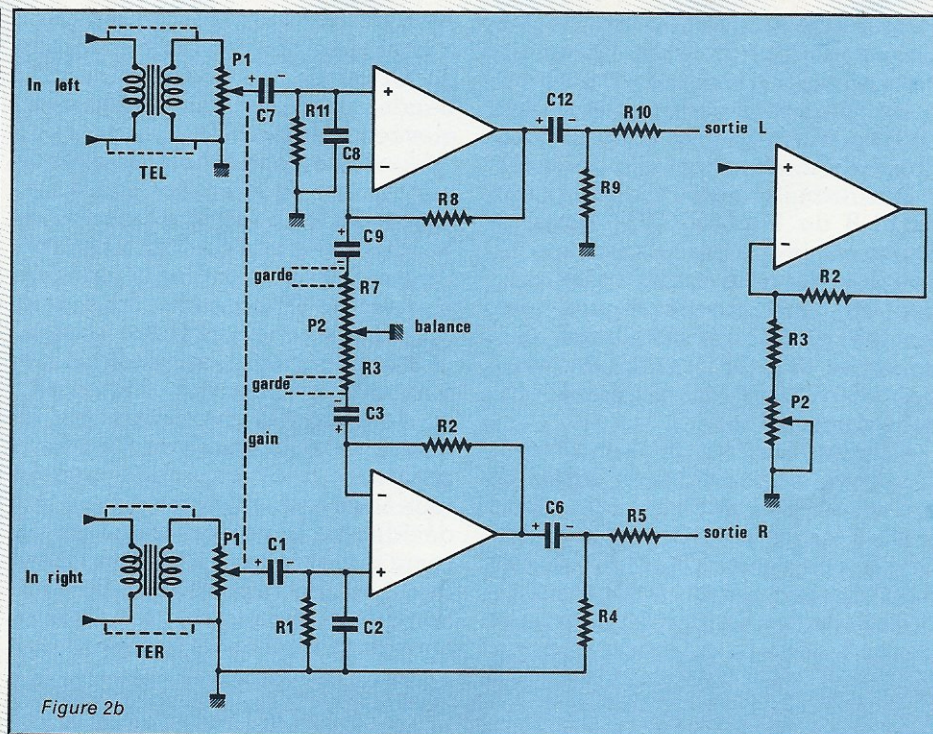 In left
TEL
P1
+
-
C7
R11
C8
+
-
R8
+
C12
-
R10
sortie L
R9
+
C9
-
garde
R7
P2
balance
R3
garde
-
C3
+
gain
R2
-
+
In right
TER
P1
+
C1
-
R1
C2
+
C6
-
R5
sortie R
R4
+
-
R2
R3
P2
Figure 2b